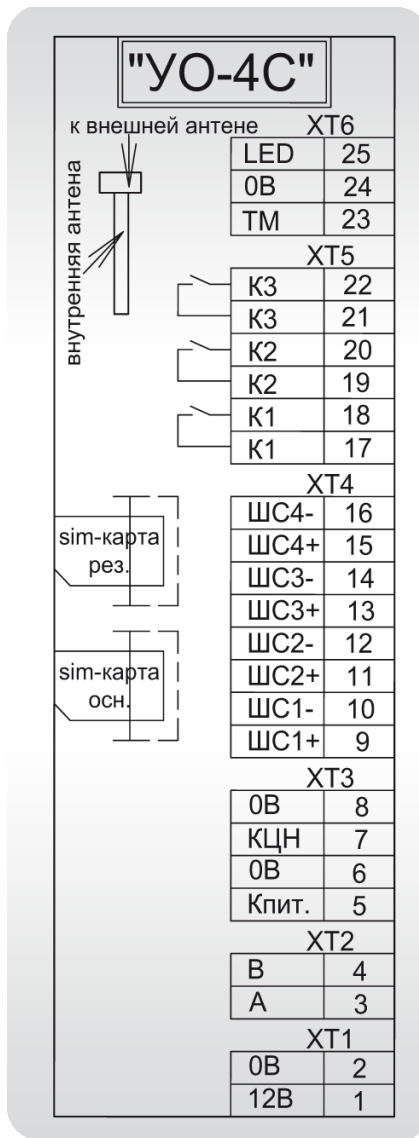 "УО-4С"
к внешней антене
внутренняя антена
XT6
LED 25
0В 24
ТМ 23
XT5
К3 22
К3 21
К2 20
К2 19
К1 18
К1 17
XT4
ШС4- 16
ШС4+ 15
ШС3- 14
ШС3+ 13
ШС2- 12
ШС2+ 11
ШС1- 10
ШС1+ 9
sim-карта
рез.
sim-карта
осн.
XT3
0В 8
КЦН 7
0В 6
Кпит. 5
XT2
В 4
А 3
XT1
0В 2
12В 1